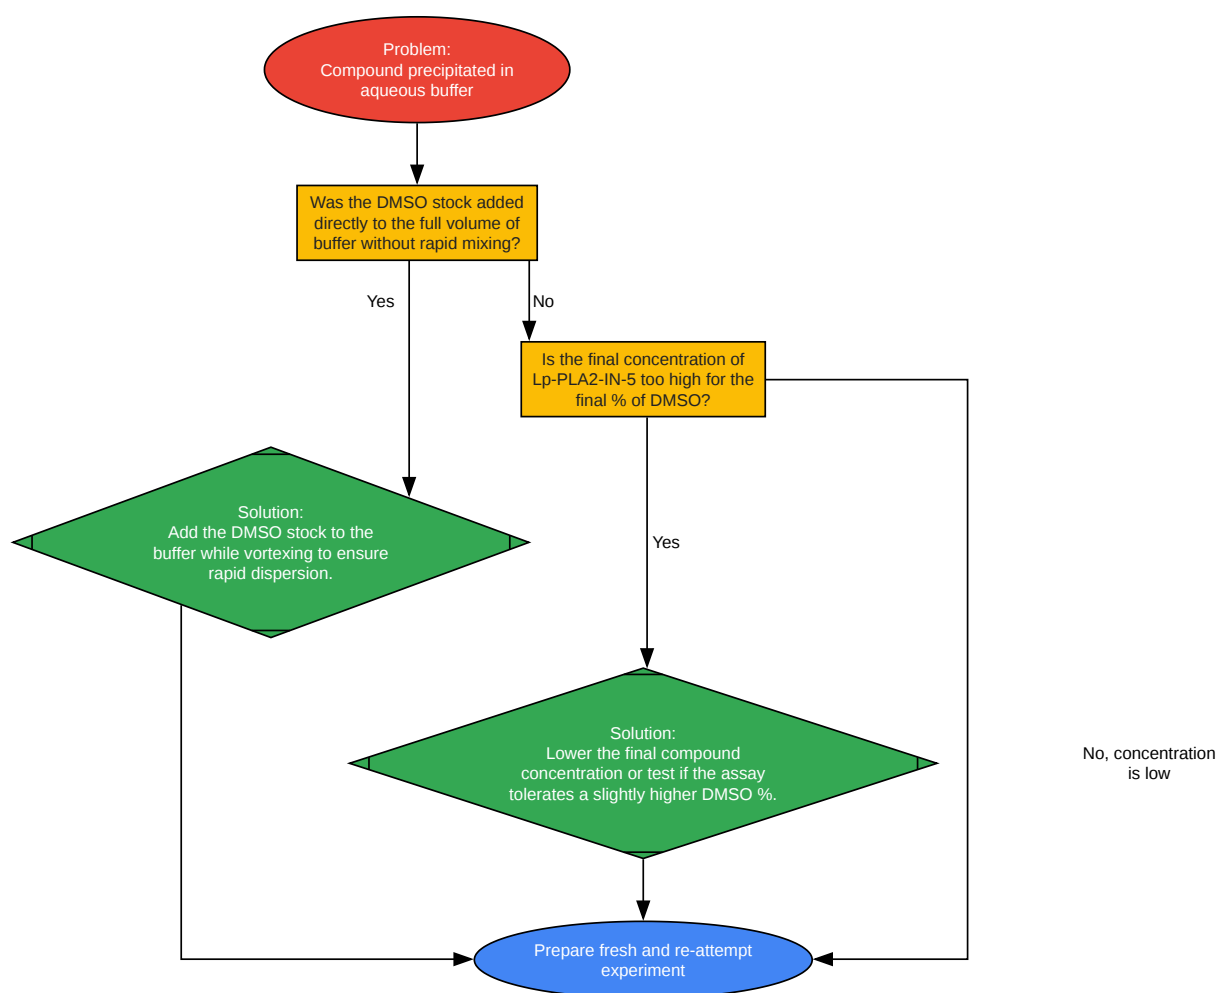 Problem:
Compound precipitated in
aqueous buffer
Was the DMSO stock added
directly to the full volume of
buffer without rapid mixing?
Yes
No
Is the final concentration of
Lp-PLA2-IN-5 too high for the
final % of DMSO?
Solution:
Add the DMSO stock to the
buffer while vortexing to ensure
rapid dispersion.
Yes
Solution:
Lower the final compound
concentration or test if the assay
tolerates a slightly higher DMSO %.
No, concentration
is low
Prepare fresh and re-attempt
experiment